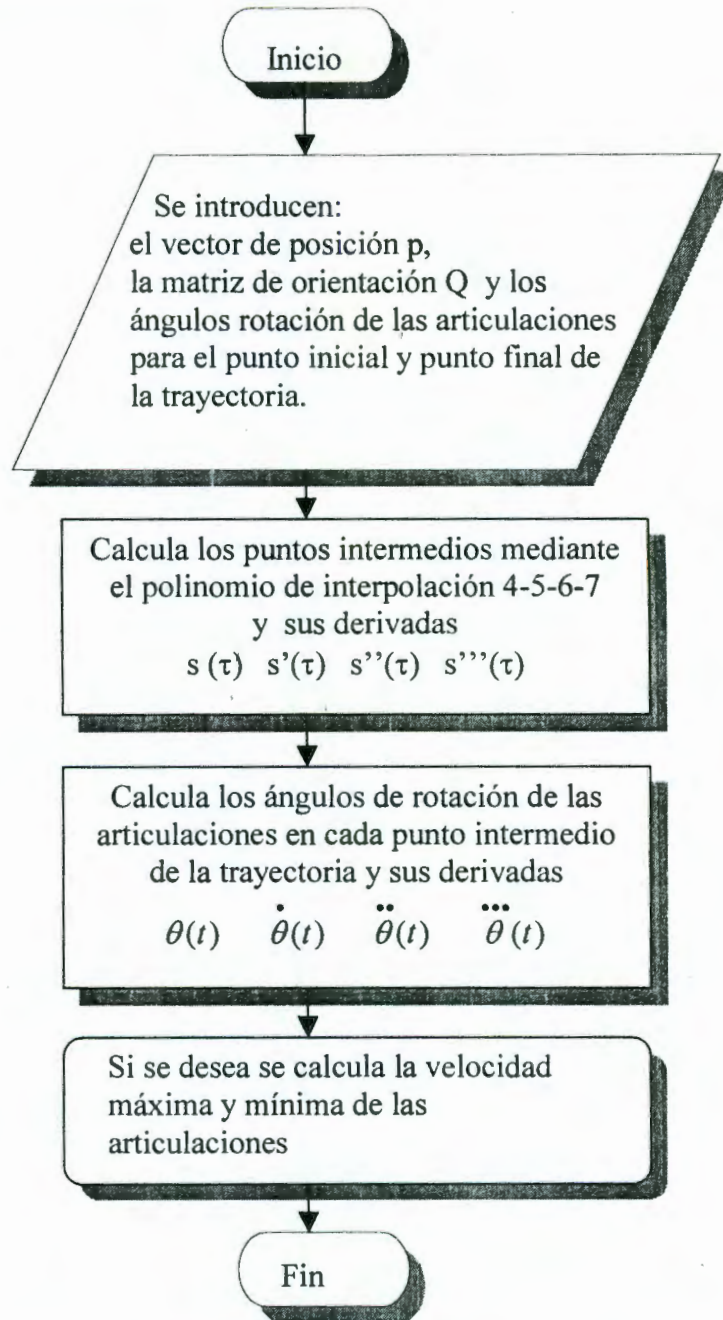 Inicio
Se introducen:
el vector de posición p,
la matriz de orientación Q y los
ángulos rotación de las articulaciones
para el punto inicial y punto final de
la trayectoria.
Calcula los puntos intermedios mediante
el polinomio de interpolación 4-5-6-7
y sus derivadas
s (τ) s’(τ) s’’(τ) s’’’(τ)
Calcula los ángulos de rotación de las
articulaciones en cada punto intermedio
de la trayectoria y sus derivadas
θ(t) θ̇(t) θ̈(t) θ⃛(t)
Si se desea se calcula la velocidad
máxima y mínima de las
articulaciones
Fin